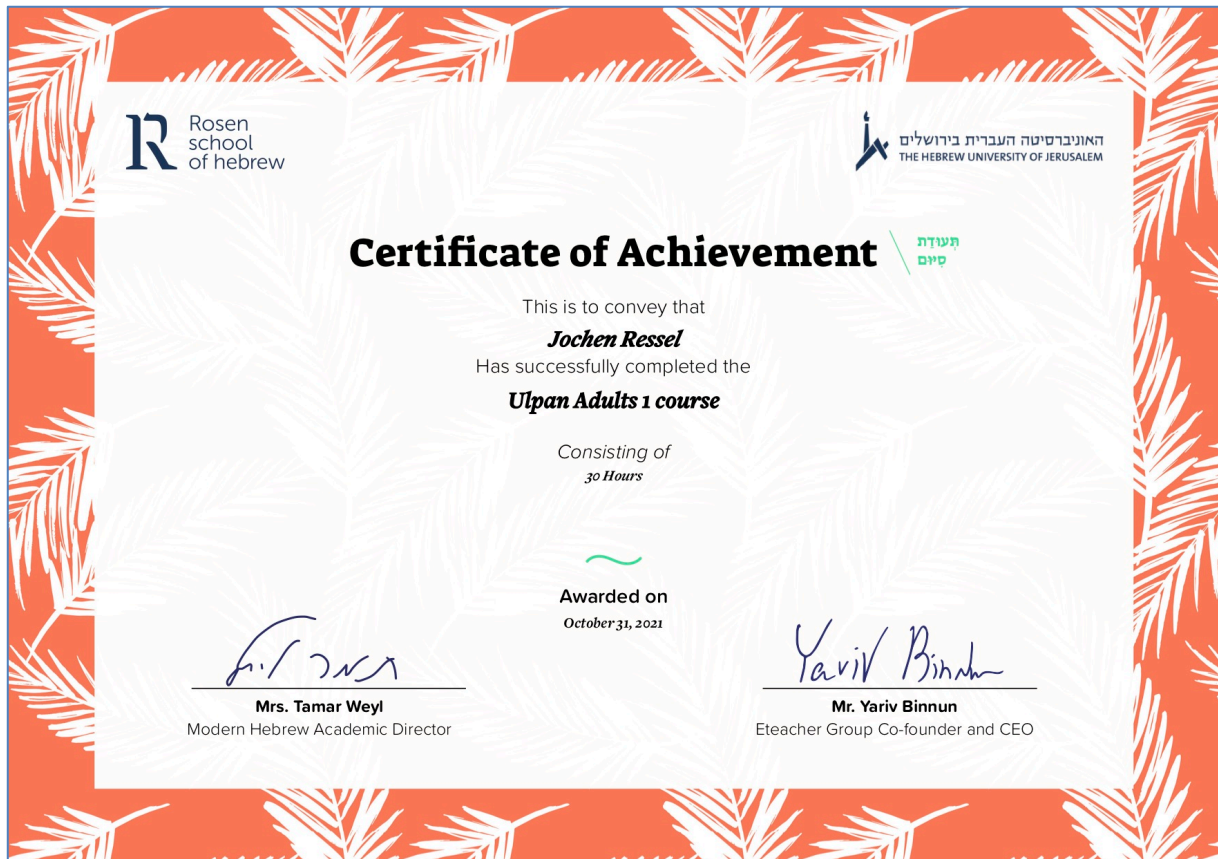 Rosen
school
of hebrew
האוניברסיטה העברית בירושלים
THE HEBREW UNIVERSITY OF JERUSALEM
Certificate of Achievement
תְּעוּדַת
סִיּוּם
This is to convey that
Jochen Ressel
Has successfully completed the
Ulpan Adults 1 course
Consisting of
30 Hours
Awarded on
October 31, 2021
Yariv Binnun
Mrs. Tamar Weyl
Modern Hebrew Academic Director
Mr. Yariv Binnun
Eteacher Group Co-founder and CEO